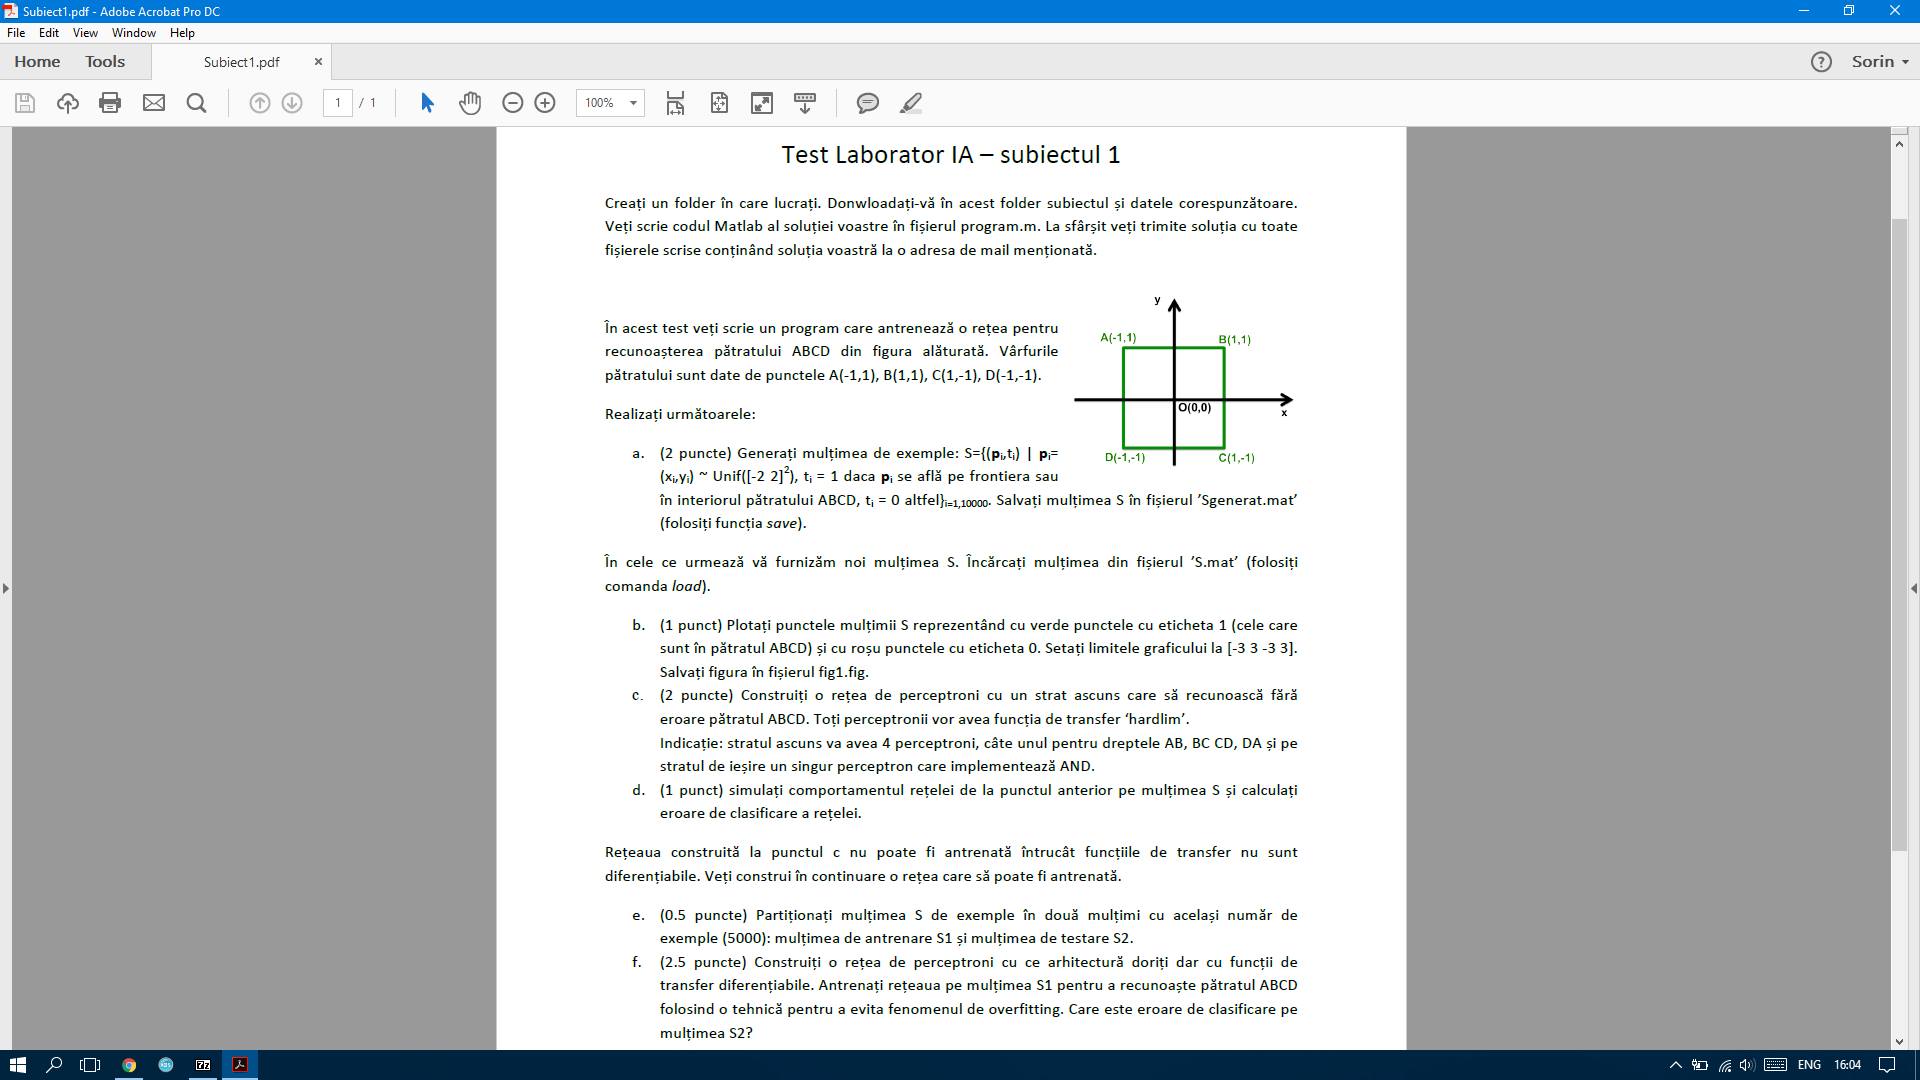 Subiect1.pdf - Adobe Acrobat Pro DC
File Edit View Window Help
Home Tools Subiect1.pdf × ? Sorin
1 / 1 100%
Test Laborator IA – subiectul 1
Creați un folder în care lucrați. Donwloadați-vă în acest folder subiectul și datele corespunzătoare.
Veți scrie codul Matlab al soluției voastre în fișierul program.m. La sfârșit veți trimite soluția cu toate
fișierele scrise conținând soluția voastră la o adresa de mail menționată.
În acest test veți scrie un program care antrenează o rețea pentru
recunoașterea pătratului ABCD din figura alăturată. Vârfurile
pătratului sunt date de punctele A(-1,1), B(1,1), C(1,-1), D(-1,-1).
y
A(-1,1) B(1,1)
O(0,0)
x
D(-1,-1) C(1,-1)
Realizați următoarele:
a. (2 puncte) Generați mulțimea de exemple: S={(pi,ti) | pi=
(xi,yi) ~ Unif([-2 2]2), ti = 1 daca pi se află pe frontiera sau
în interiorul pătratului ABCD, ti = 0 altfel}i=1,10000. Salvați mulțimea S în fișierul ’Sgenerat.mat’
(folosiți funcția save).
În cele ce urmează vă furnizăm noi mulțimea S. Încărcați mulțimea din fișierul ’S.mat’ (folosiți
comanda load).
b. (1 punct) Plotați punctele mulțimii S reprezentând cu verde punctele cu eticheta 1 (cele care
sunt în pătratul ABCD) și cu roșu punctele cu eticheta 0. Setați limitele graficului la [-3 3 -3 3].
Salvați figura în fișierul fig1.fig.
c. (2 puncte) Construiți o rețea de perceptroni cu un strat ascuns care să recunoască fără
eroare pătratul ABCD. Toți perceptronii vor avea funcția de transfer ‘hardlim’.
Indicație: stratul ascuns va avea 4 perceptroni, câte unul pentru dreptele AB, BC CD, DA și pe
stratul de ieșire un singur perceptron care implementează AND.
d. (1 punct) simulați comportamentul rețelei de la punctul anterior pe mulțimea S și calculați
eroare de clasificare a rețelei.
Rețeaua construită la punctul c nu poate fi antrenată întrucât funcțiile de transfer nu sunt
diferențiabile. Veți construi în continuare o rețea care să poate fi antrenată.
e. (0.5 puncte) Partiționați mulțimea S de exemple în două mulțimi cu același număr de
exemple (5000): mulțimea de antrenare S1 și mulțimea de testare S2.
f. (2.5 puncte) Construiți o rețea de perceptroni cu ce arhitectură doriți dar cu funcții de
transfer diferențiabile. Antrenați rețeaua pe mulțimea S1 pentru a recunoaște pătratul ABCD
folosind o tehnică pentru a evita fenomenul de overfitting. Care este eroare de clasificare pe
mulțimea S2?
7z ENG 16:04